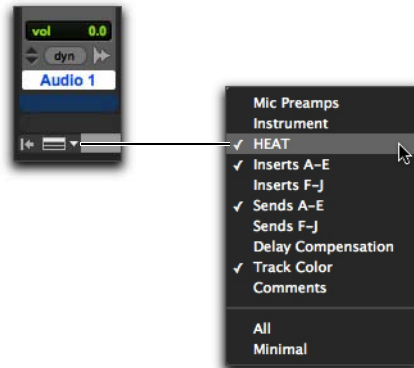 vol 0.0
dyn
Audio 1
Mic Preamps
Instrument
✓ HEAT
✓ Inserts A–E
Inserts F–J
✓ Sends A–E
Sends F–J
Delay Compensation
✓ Track Color
Comments
All
Minimal